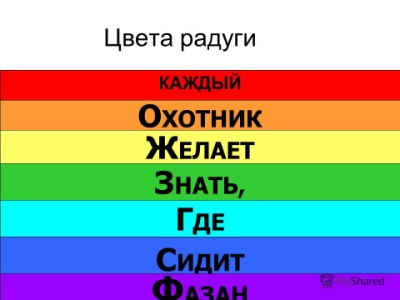 Цвета радуги
КАЖДЫЙ
ОХОТНИК
ЖЕЛАЕТ
ЗНАТЬ,
ГДЕ
СИДИТ
ФАЗАН
MyShared